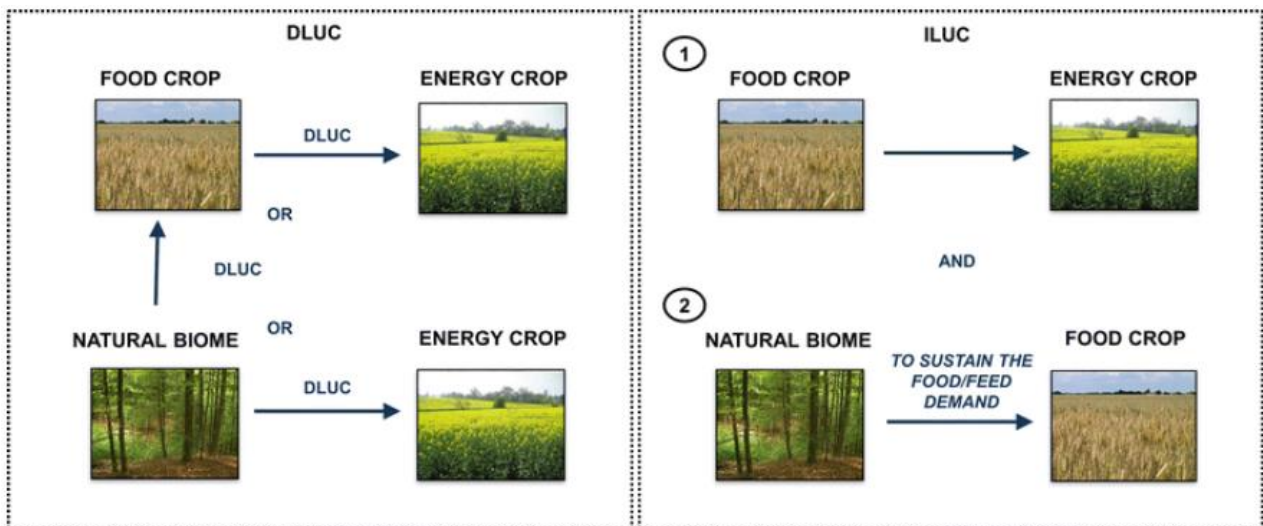 DLUC
FOOD CROP
ENERGY CROP
DLUC
OR
DLUC
OR
NATURAL BIOME
ENERGY CROP
DLUC
ILUC
1
FOOD CROP
ENERGY CROP
AND
2
NATURAL BIOME
FOOD CROP
TO SUSTAIN THE
FOOD/FEED
DEMAND